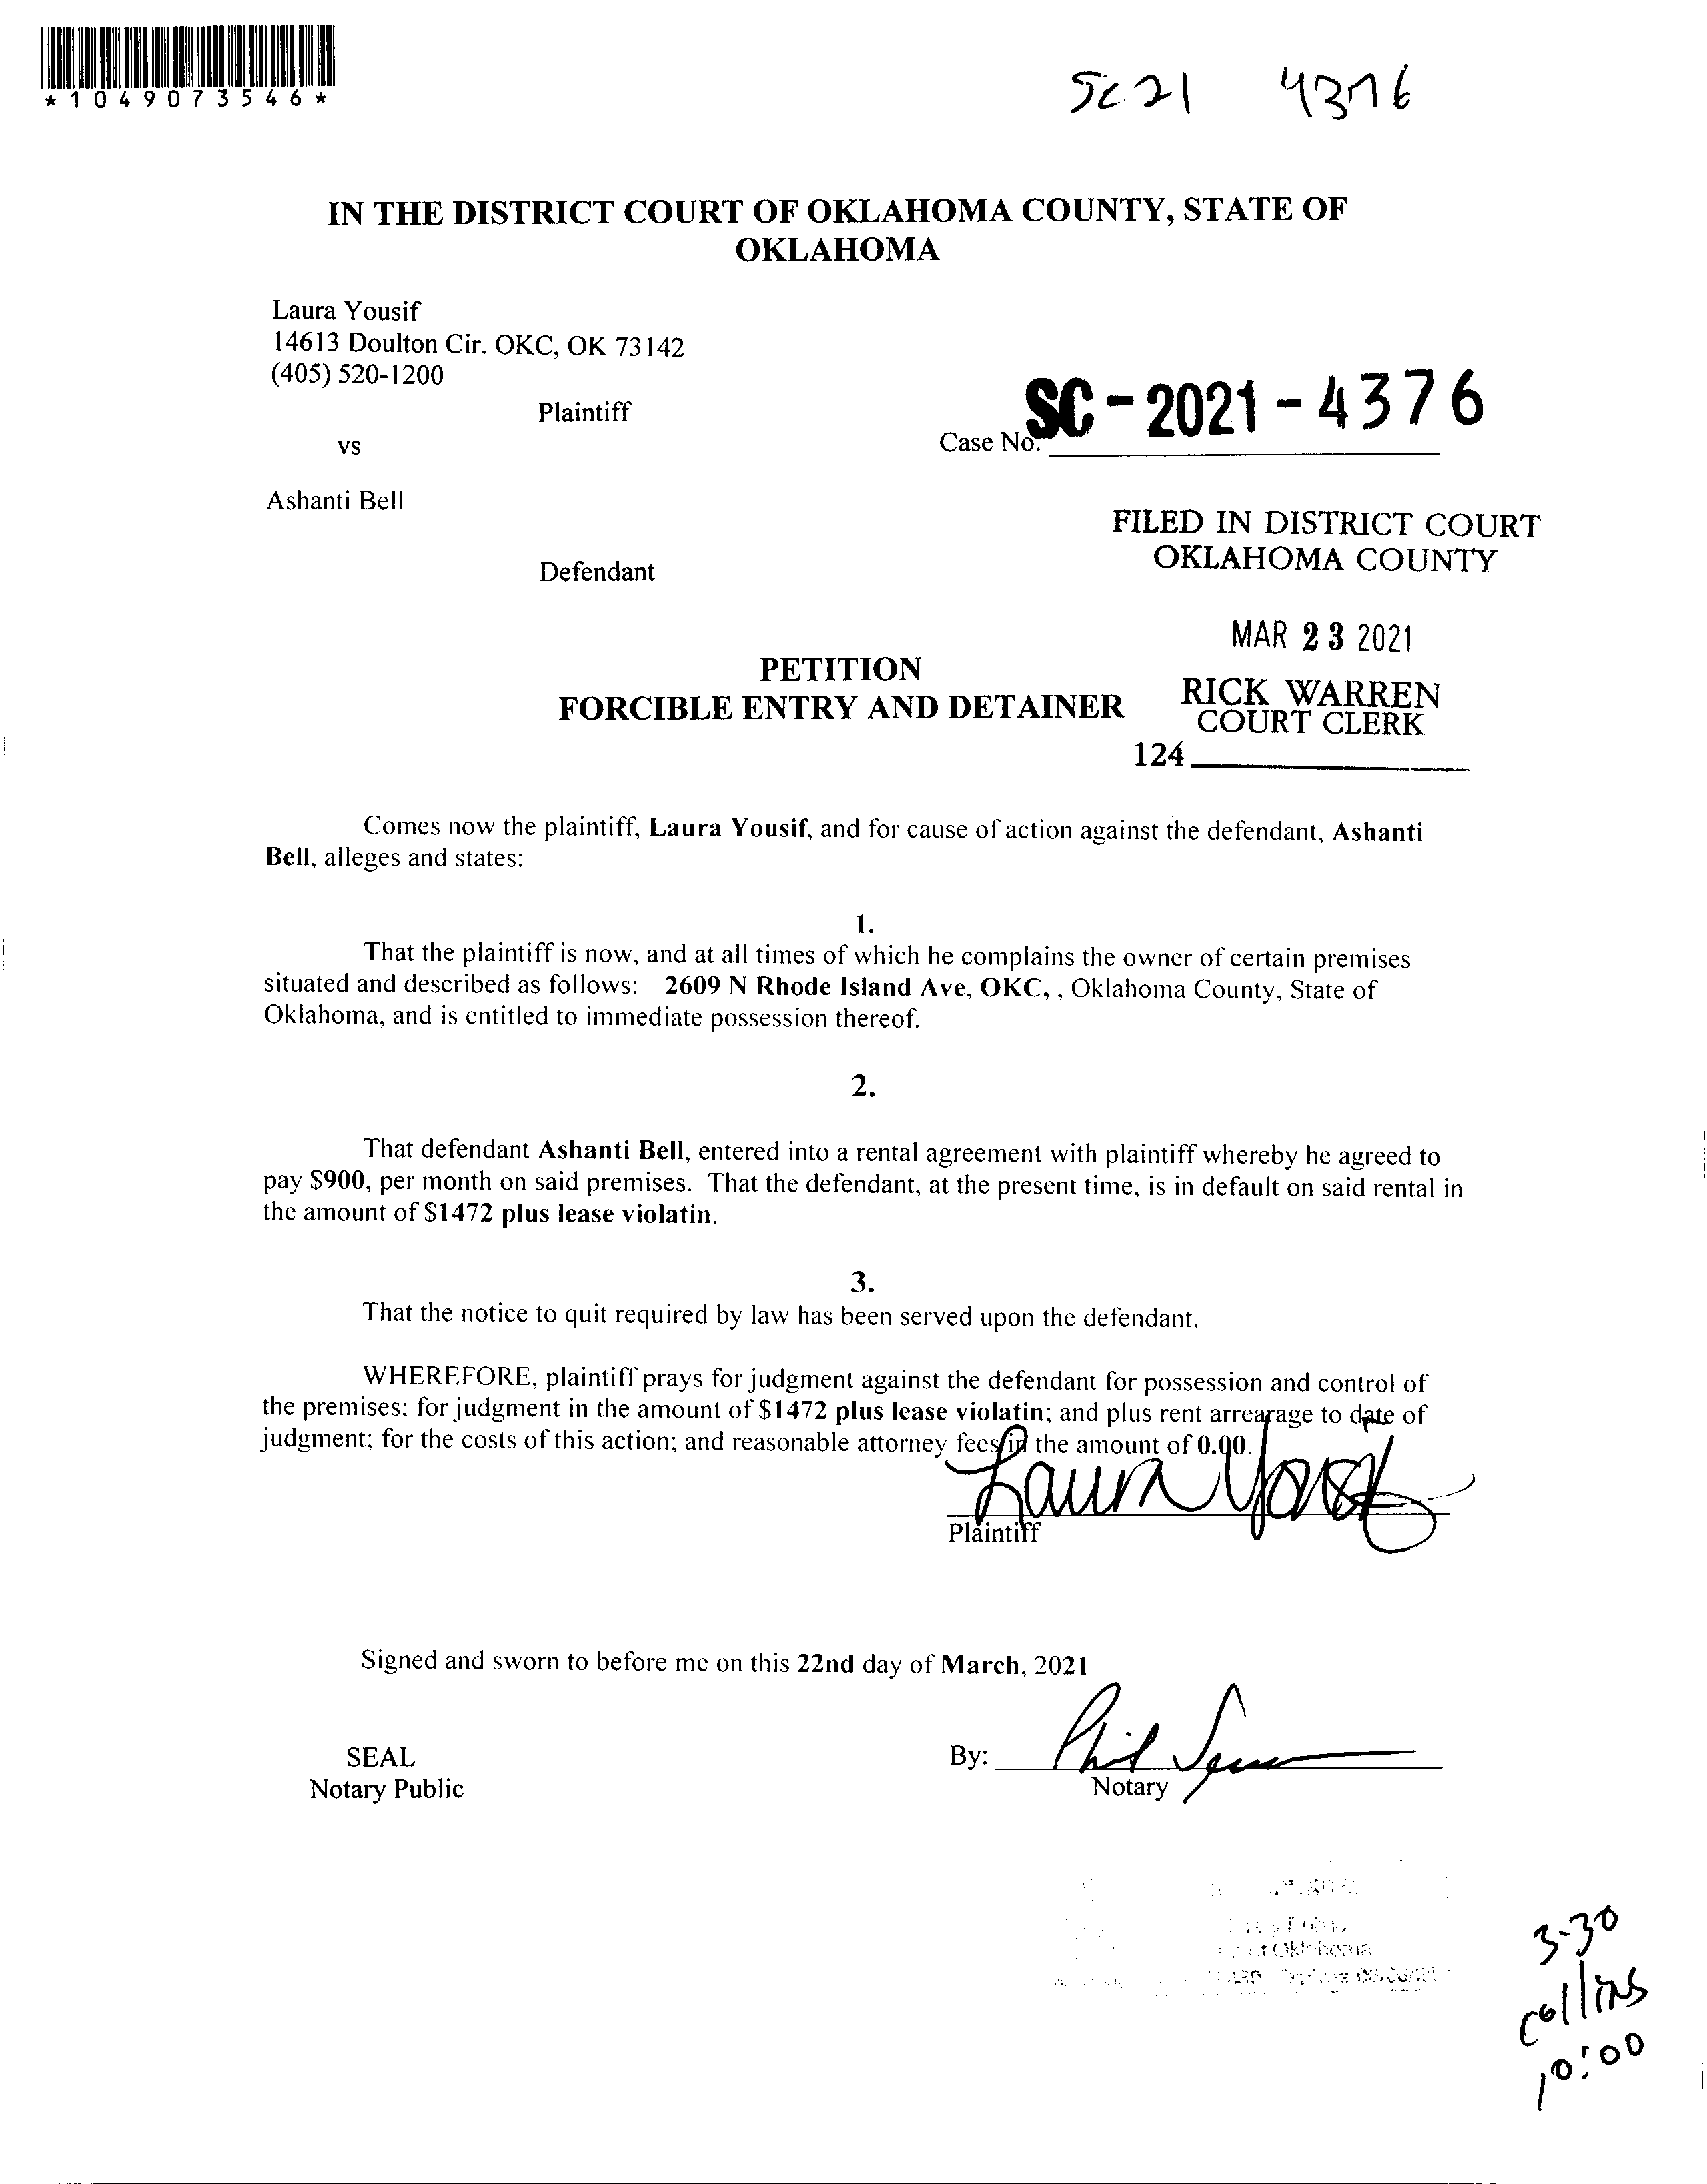 *1049073546*
SC21 4376
IN THE DISTRICT COURT OF OKLAHOMA COUNTY, STATE OF
OKLAHOMA
Laura Yousif
14613 Doulton Cir. OKC, OK 73142
(405) 520-1200
Plaintiff
vs
Case No. SC-2021-4376
Ashanti Bell
Defendant
FILED IN DISTRICT COURT
OKLAHOMA COUNTY
MAR 23 2021
RICK WARREN
COURT CLERK
124
PETITION
FORCIBLE ENTRY AND DETAINER
Comes now the plaintiff, Laura Yousif, and for cause of action against the defendant, Ashanti
Bell, alleges and states:
1.
That the plaintiff is now, and at all times of which he complains the owner of certain premises
situated and described as follows: 2609 N Rhode Island Ave, OKC, , Oklahoma County, State of
Oklahoma, and is entitled to immediate possession thereof.
2.
That defendant Ashanti Bell, entered into a rental agreement with plaintiff whereby he agreed to
pay $900, per month on said premises. That the defendant, at the present time, is in default on said rental in
the amount of $1472 plus lease violatin.
3.
That the notice to quit required by law has been served upon the defendant.
WHEREFORE, plaintiff prays for judgment against the defendant for possession and control of
the premises; for judgment in the amount of $1472 plus lease violatin; and plus rent arrearage to date of
judgment; for the costs of this action; and reasonable attorney fees in the amount of 0.00.
Laura Yousif
Plaintiff
Signed and sworn to before me on this 22nd day of March, 2021
SEAL
Notary Public
By: Phil
Notary
Oklahoma
3-30
collins
10:00